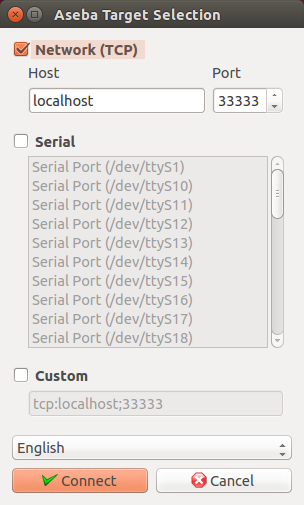 Aseba Target Selection
Network (TCP)
Host Port
localhost 33333
Serial
Serial Port (/dev/ttyS1)
Serial Port (/dev/ttyS10)
Serial Port (/dev/ttyS11)
Serial Port (/dev/ttyS12)
Serial Port (/dev/ttyS13)
Serial Port (/dev/ttyS14)
Serial Port (/dev/ttyS15)
Serial Port (/dev/ttyS16)
Serial Port (/dev/ttyS17)
Serial Port (/dev/ttyS18)
Custom
tcp:localhost;33333
English
Connect Cancel